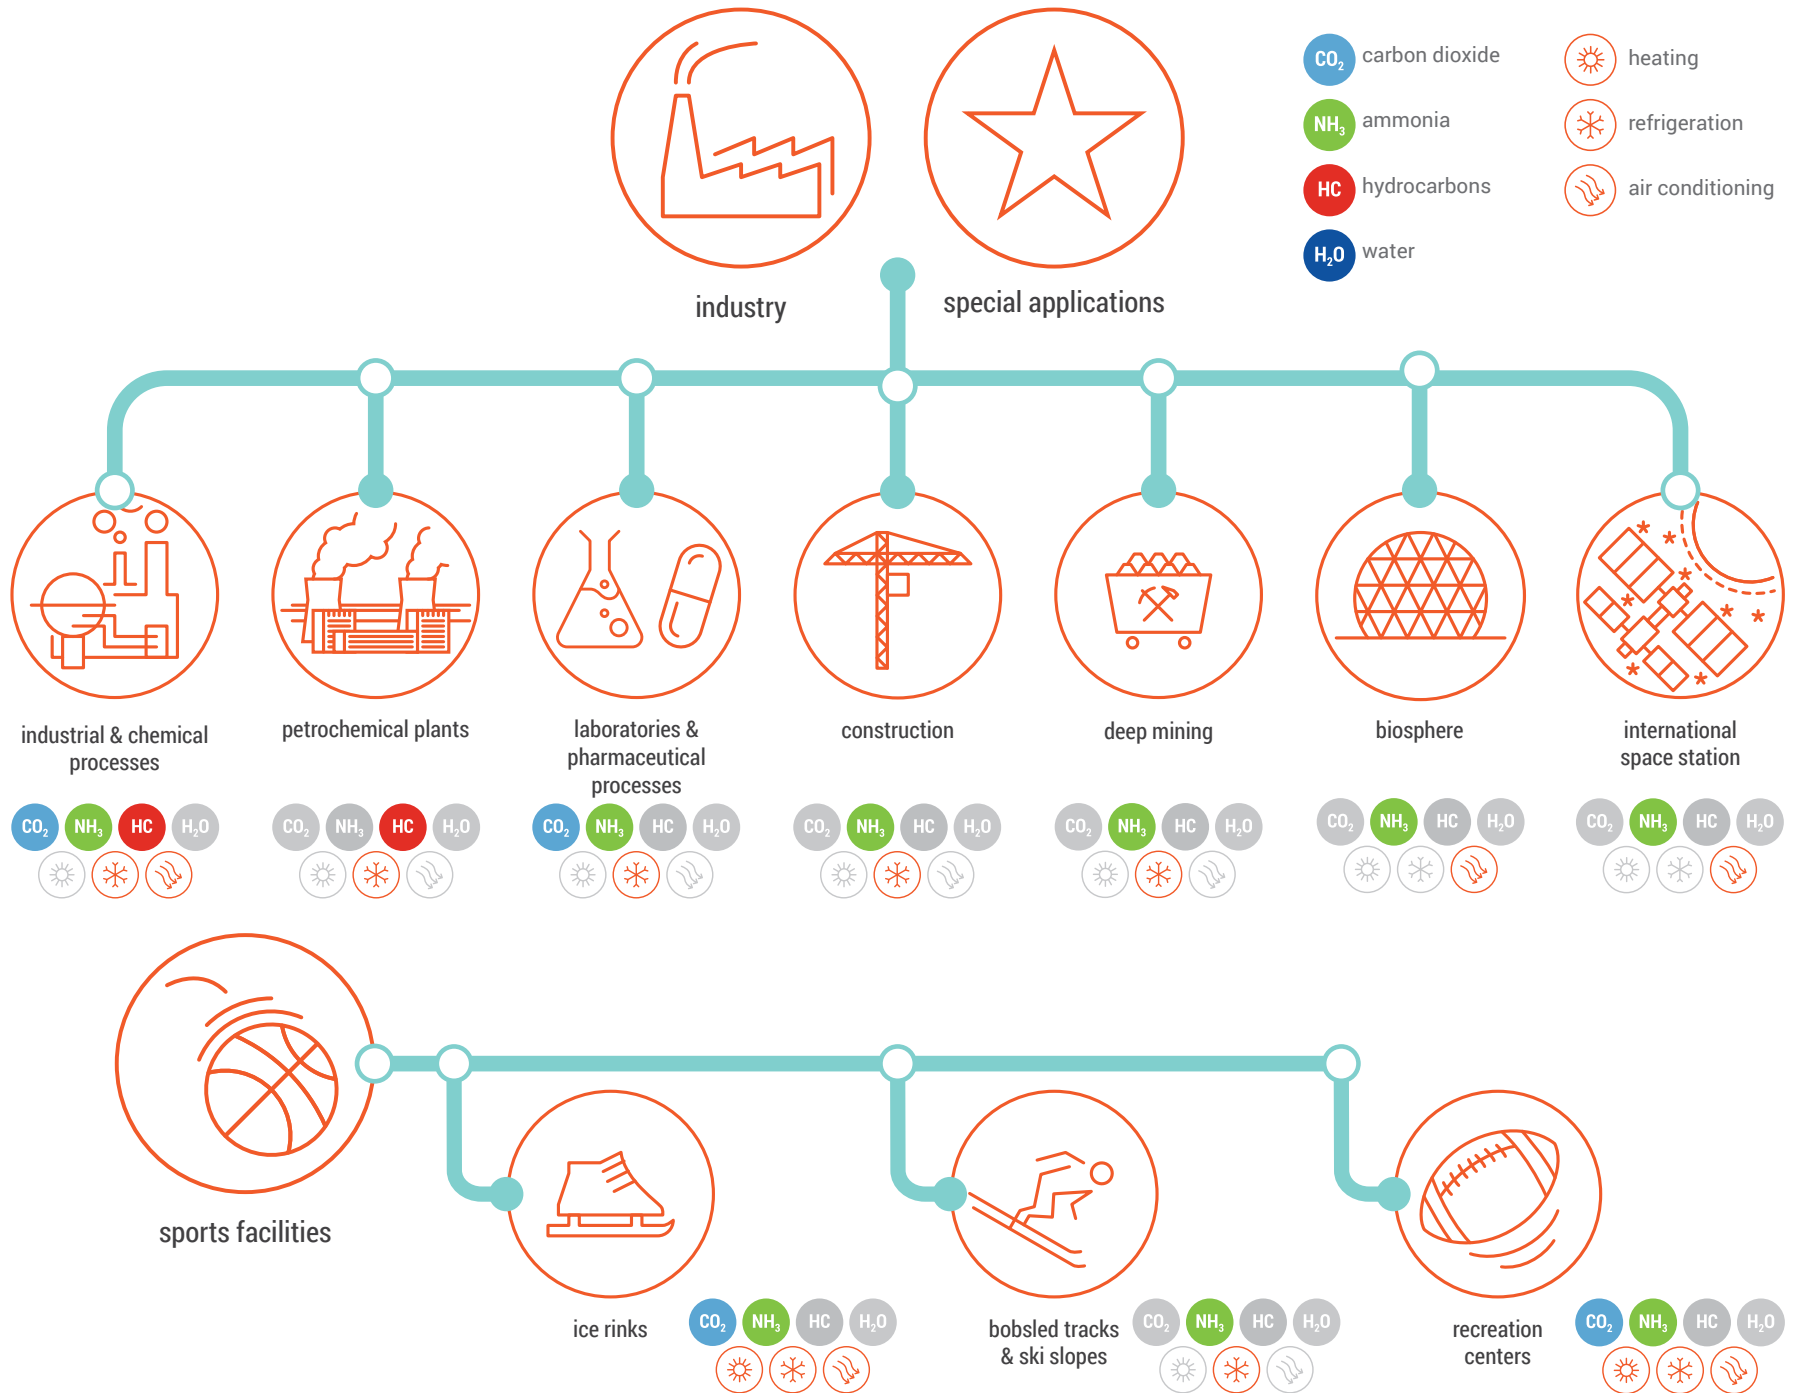 CO₂ carbon dioxide
heating
NH₃ ammonia
refrigeration
HC hydrocarbons
air conditioning
H₂O water
industry
special applications
industrial & chemical
processes
petrochemical plants
laboratories &
pharmaceutical
processes
construction
deep mining
biosphere
international
space station
CO₂ NH₃ HC H₂O
CO₂ NH₃ HC H₂O
CO₂ NH₃ HC H₂O
CO₂ NH₃ HC H₂O
CO₂ NH₃ HC H₂O
CO₂ NH₃ HC H₂O
CO₂ NH₃ HC H₂O
sports facilities
ice rinks
CO₂ NH₃ HC H₂O
bobsled tracks
& ski slopes
CO₂ NH₃ HC H₂O
recreation
centers
CO₂ NH₃ HC H₂O